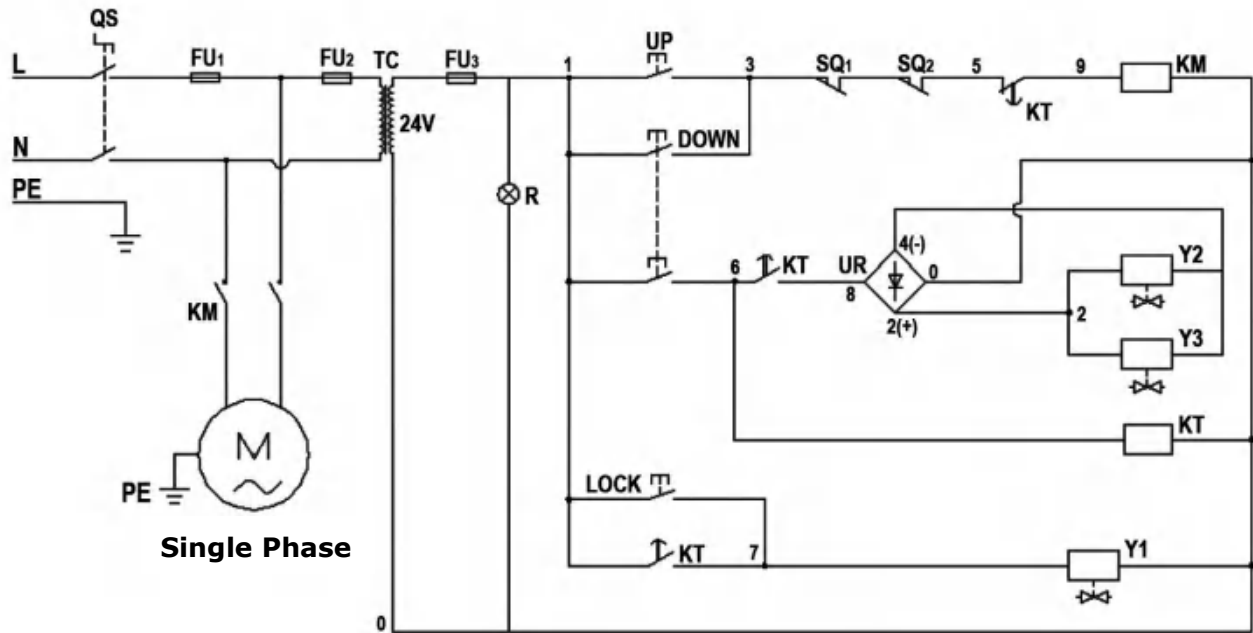 QS
L
FU1
FU2
TC
FU3
1
UP
3
SQ1
SQ2
5
9
KM
KT
24V
N
DOWN
PE
R
4(-)
6
KT
UR
0
8
2(+)
Y2
2
KM
Y3
M
KT
PE
LOCK
Single Phase
KT
7
Y1
0